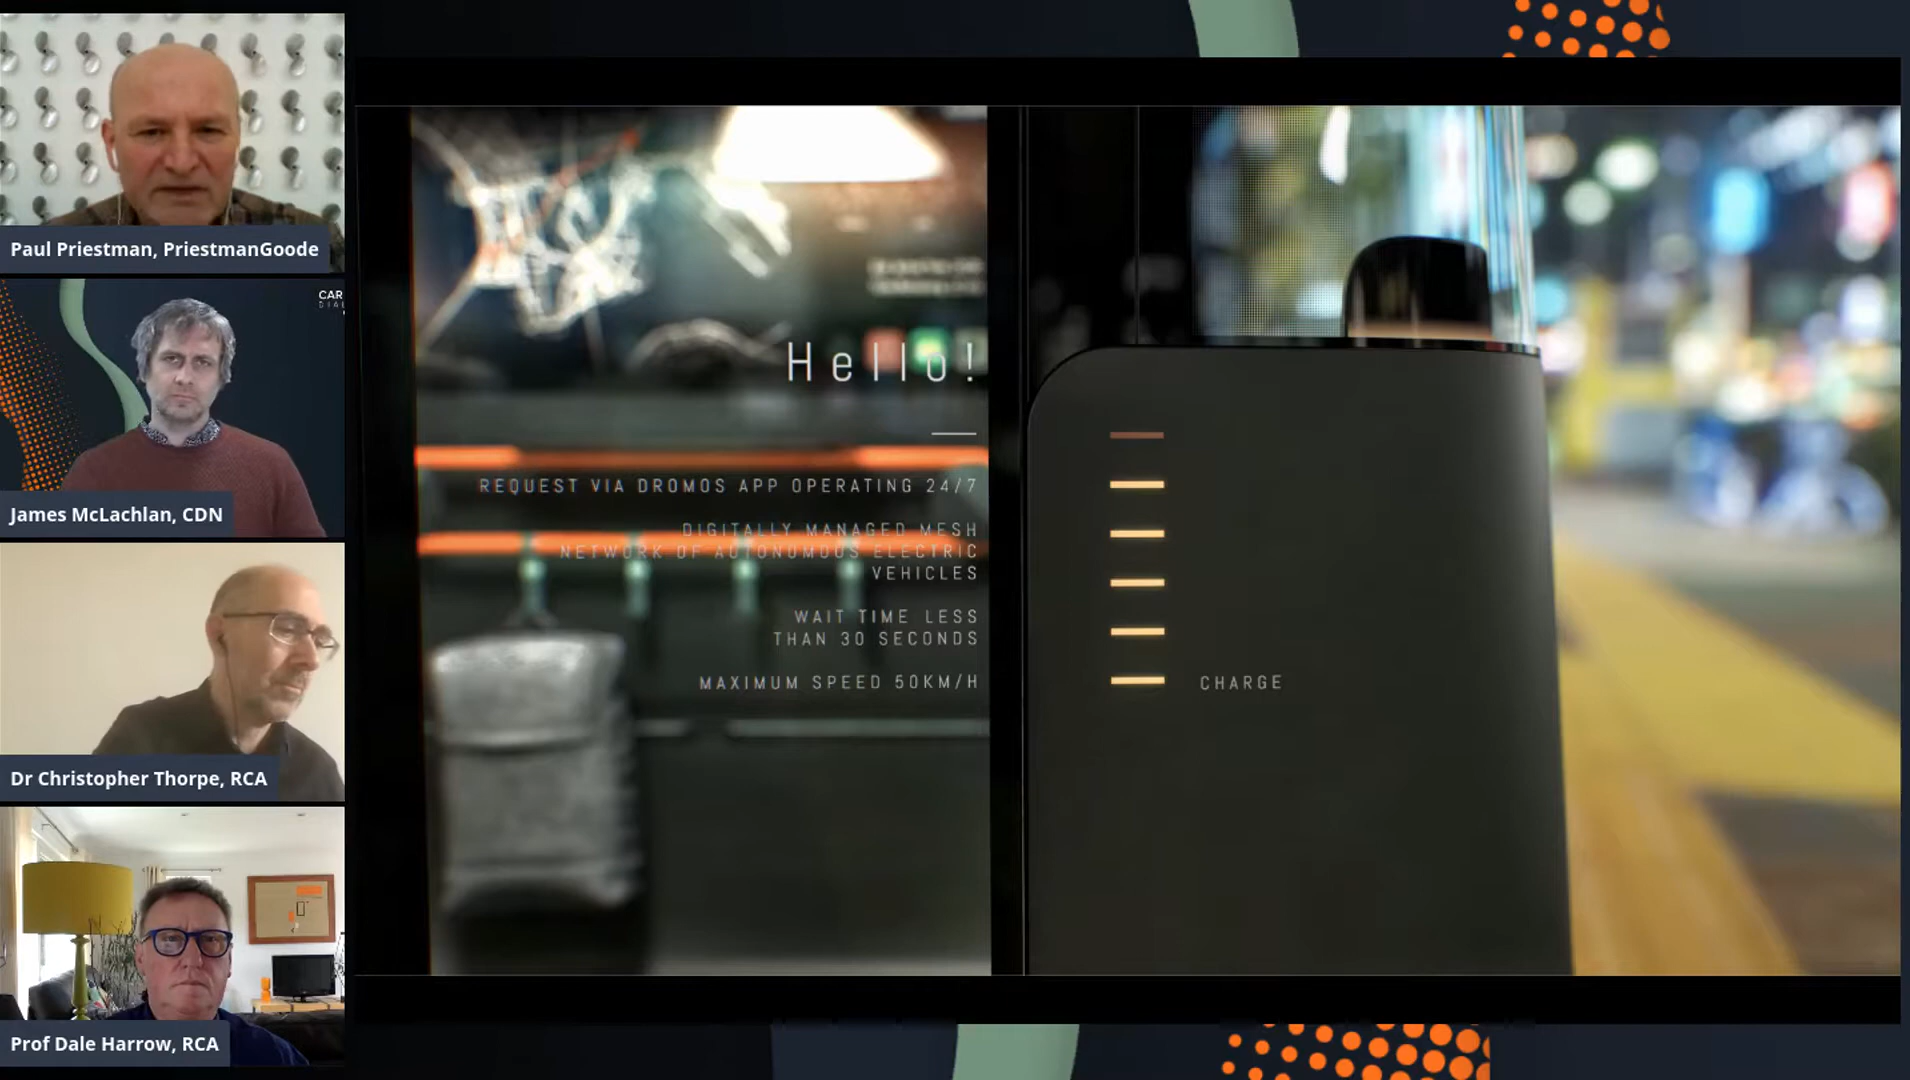 Paul Priestman, PriestmanGoode
CAR
DIAL
James McLachlan, CDN
Dr Christopher Thorpe, RCA
Prof Dale Harrow, RCA
Hello!
REQUEST VIA DROMOS APP OPERATING 24/7
DIGITALLY MANAGED MESH
NETWORK OF AUTONOMOUS ELECTRIC
VEHICLES
WAIT TIME LESS
THAN 30 SECONDS
MAXIMUM SPEED 50KM/H
CHARGE